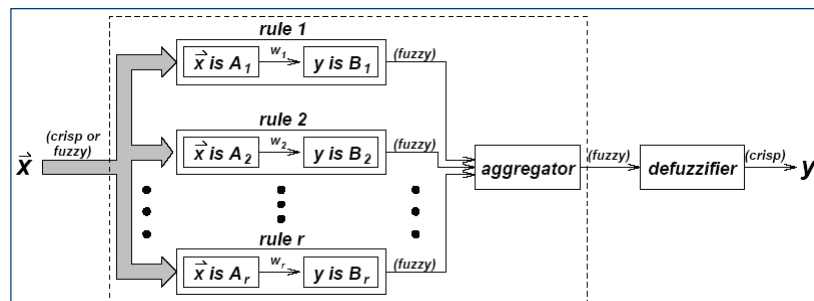 rule 1
x⃗ is A1
w1
y is B1
(fuzzy)
rule 2
(crisp or
fuzzy)
x⃗
x⃗ is A2
w2
y is B2
(fuzzy)
aggregator
(fuzzy)
defuzzifier
(crisp)
y
rule r
x⃗ is Ar
wr
y is Br
(fuzzy)